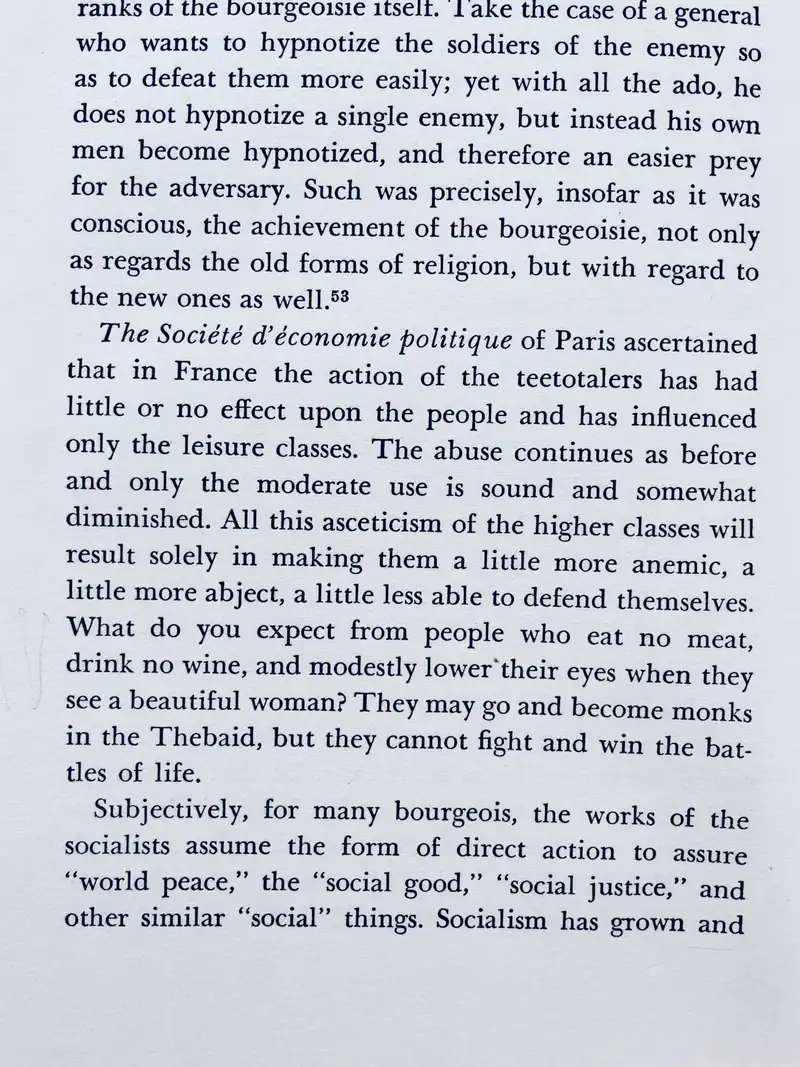 ranks of the bourgeoisie itself. Take the case of a general
who wants to hypnotize the soldiers of the enemy so
as to defeat them more easily; yet with all the ado, he
does not hypnotize a single enemy, but instead his own
men become hypnotized, and therefore an easier prey
for the adversary. Such was precisely, insofar as it was
conscious, the achievement of the bourgeoisie, not only
as regards the old forms of religion, but with regard to
the new ones as well.⁵³
The Société d'économie politique of Paris ascertained
that in France the action of the teetotalers has had
little or no effect upon the people and has influenced
only the leisure classes. The abuse continues as before
and only the moderate use is sound and somewhat
diminished. All this asceticism of the higher classes will
result solely in making them a little more anemic, a
little more abject, a little less able to defend themselves.
What do you expect from people who eat no meat,
drink no wine, and modestly lower their eyes when they
see a beautiful woman? They may go and become monks
in the Thebaid, but they cannot fight and win the bat-
tles of life.
Subjectively, for many bourgeois, the works of the
socialists assume the form of direct action to assure
“world peace,” the “social good,” “social justice,” and
other similar “social” things. Socialism has grown and